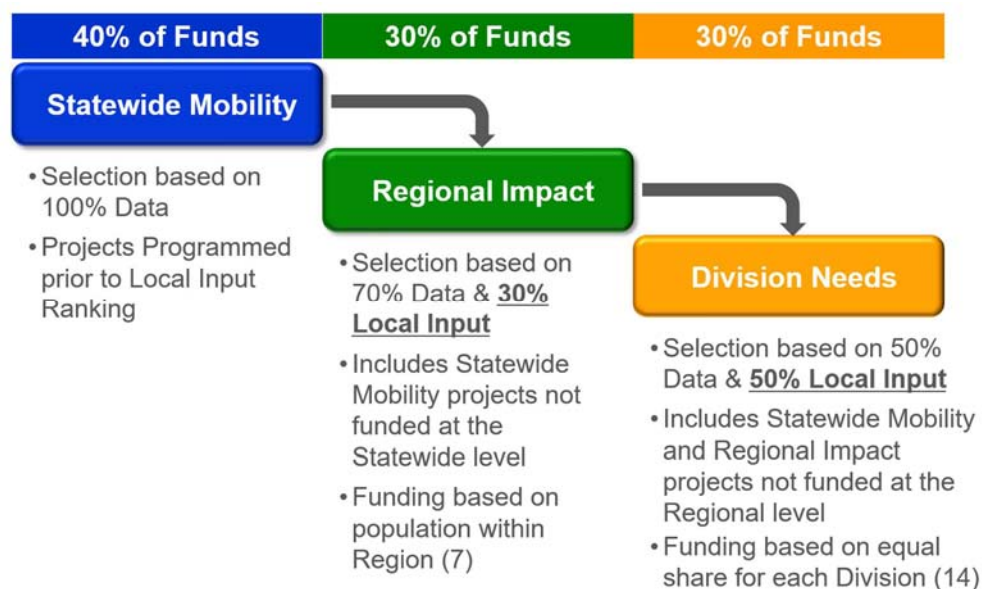 40% of Funds
30% of Funds
30% of Funds
Statewide Mobility
• Selection based on
100% Data
• Projects Programmed
prior to Local Input
Ranking
Regional Impact
• Selection based on
70% Data & 30%
Local Input
• Includes Statewide
Mobility projects not
funded at the
Statewide level
• Funding based on
population within
Region (7)
Division Needs
• Selection based on 50%
Data & 50% Local Input
• Includes Statewide Mobility
and Regional Impact
projects not funded at the
Regional level
• Funding based on equal
share for each Division (14)